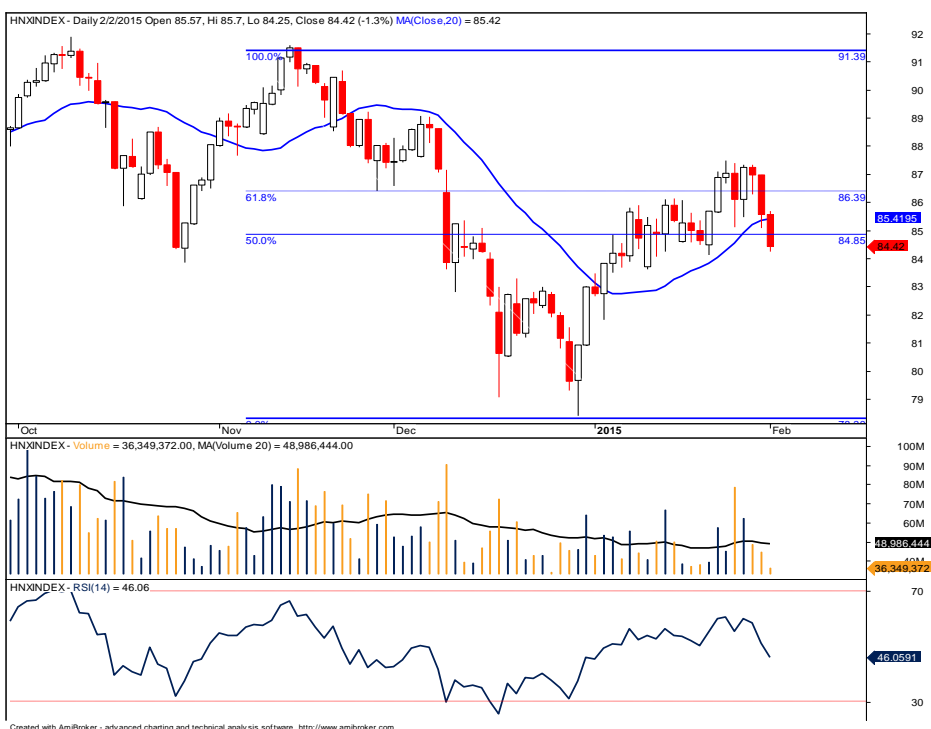 HNXINDEX - Daily 2/2/2015 Open 85.57, Hi 85.7, Lo 84.25, Close 84.42 (-1.3%) MA(Close,20) = 85.42
92
91
90
89
88
87
86
85
84
83
82
81
80
79
100.0%
91.39
61.8%
86.39
50.0%
84.85
85.4195
84.42
Oct
Nov
Dec
2015
Feb
HNXINDEX - Volume = 36,349,372.00, MA(Volume 20) = 48,986,444.00
100M
90M
80M
70M
60M
48,986,444
40M
36,349,372
HNXINDEX - RSI(14) = 46.06
70
46.0591
30
Created with AmiBroker - advanced charting and technical analysis software. http://www.amibroker.com